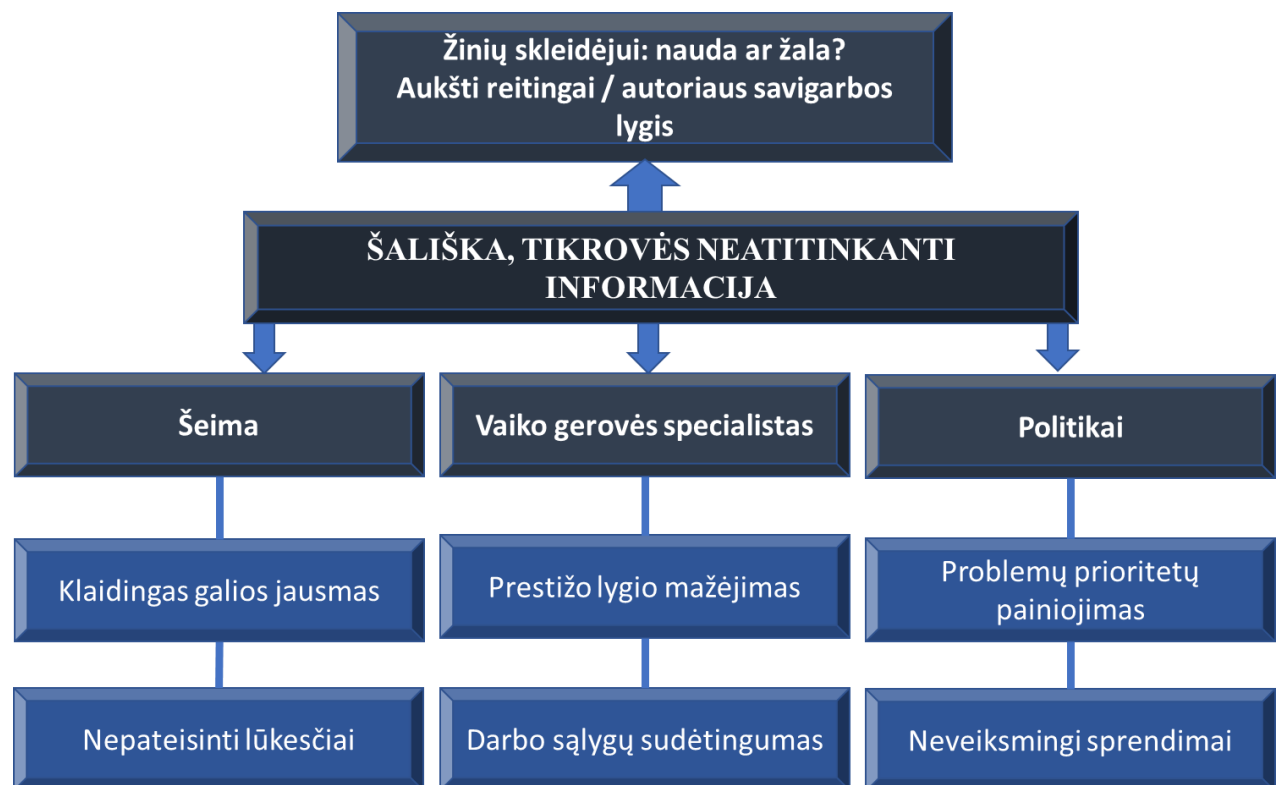 Žinių skleidėjui: nauda ar žala?
Aukšti reitingai / autoriaus savigarbos
lygis
ŠALIŠKA, TIKROVĖS NEATITINKANTI
INFORMACIJA
Šeima
Vaiko gerovės specialistas
Politikai
Klaidingas galios jausmas
Prestižo lygio mažėjimas
Problemų prioritetų
painiojimas
Nepateisinti lūkesčiai
Darbo sąlygų sudėtingumas
Neveiksmingi sprendimai